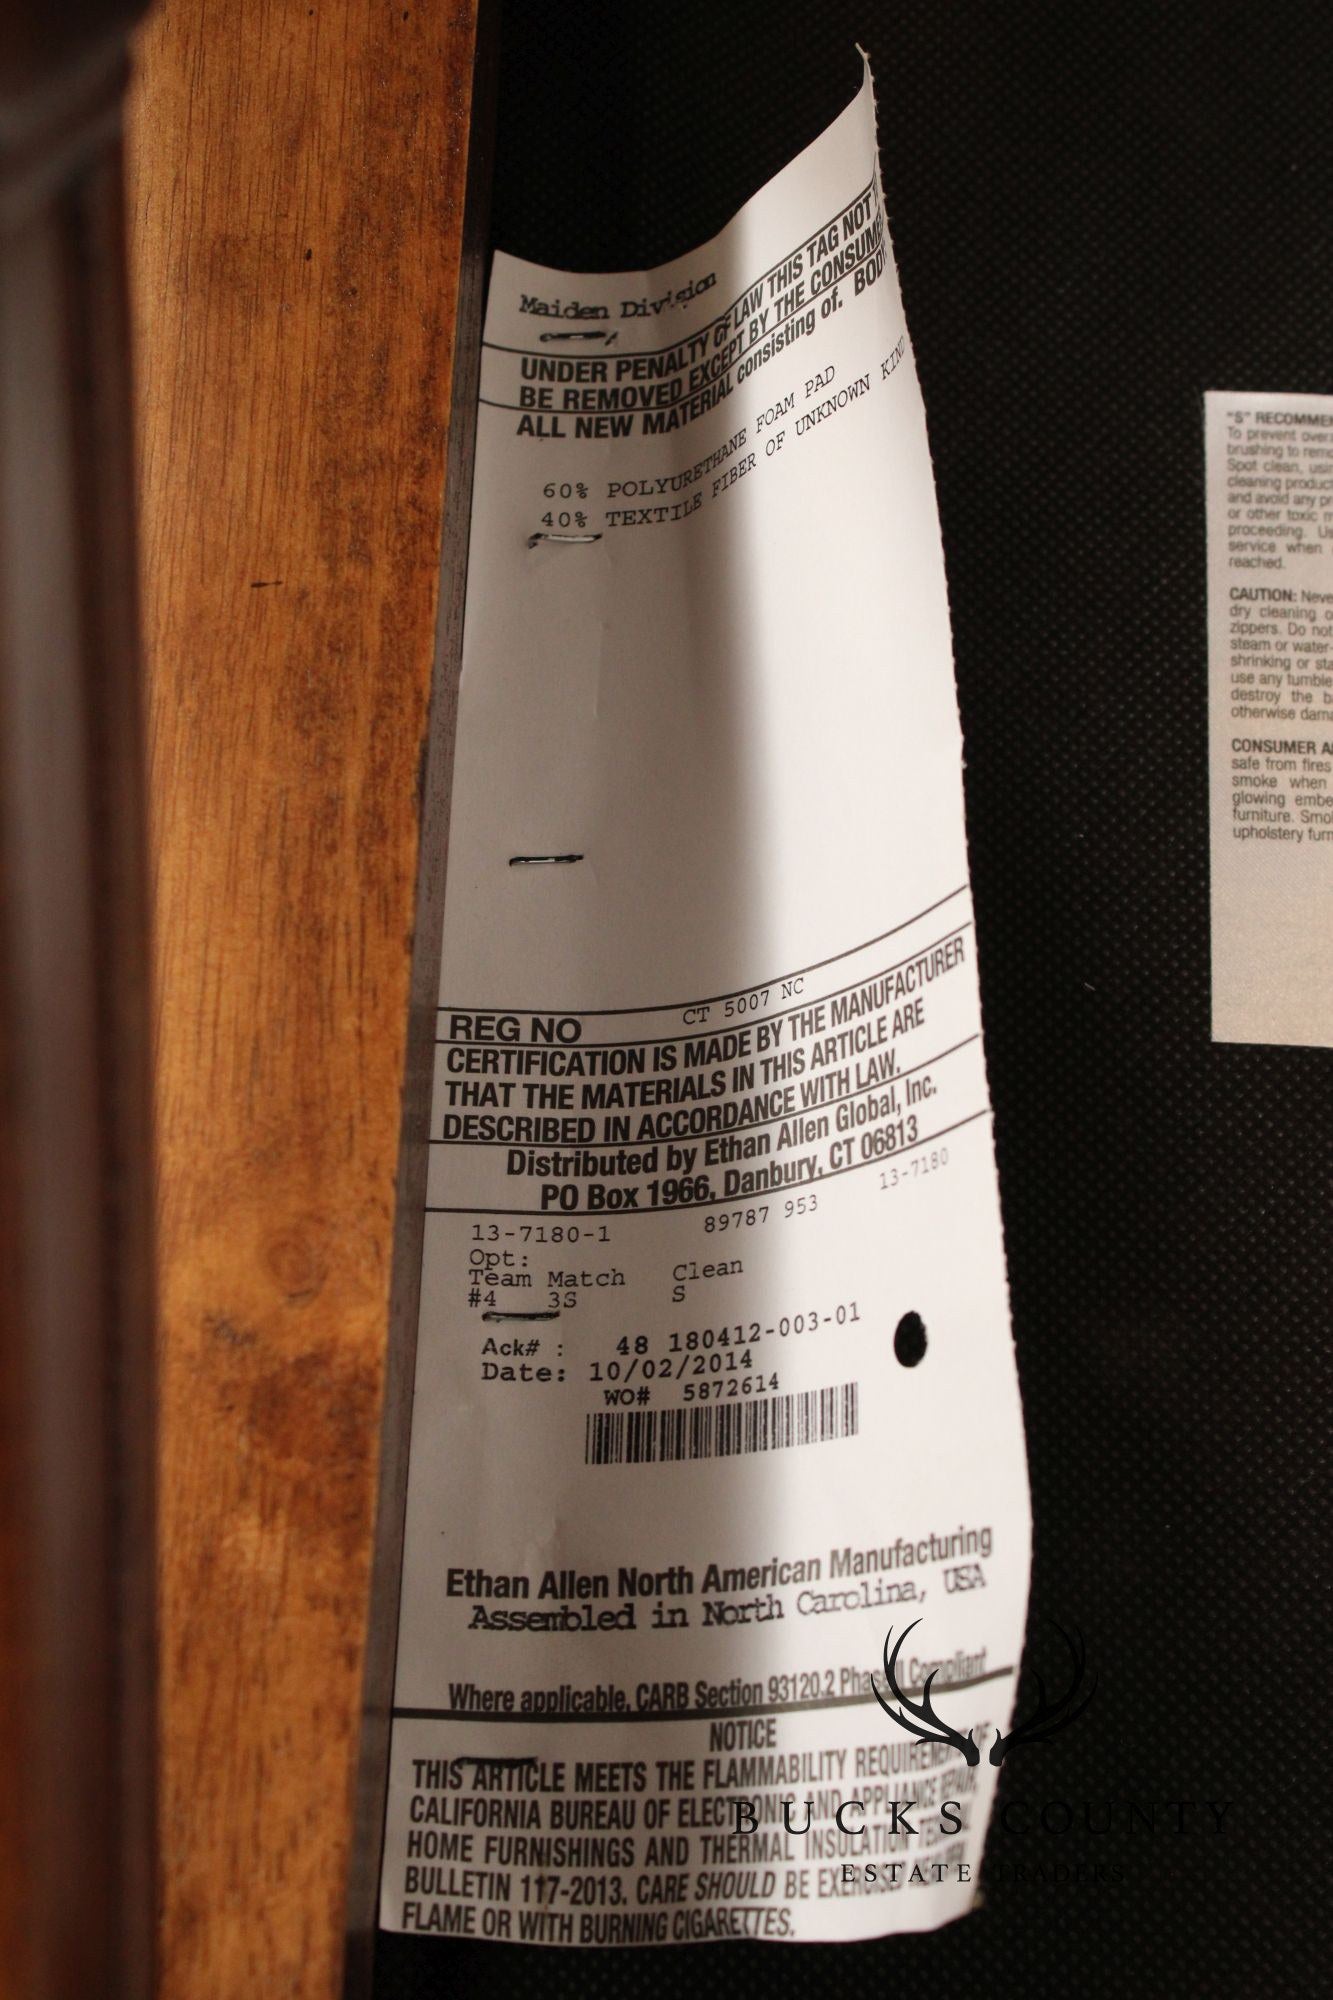 Maiden Division
UNDER PENALTY OF LAW THIS TAG NOT
BE REMOVED EXCEPT BY THE CONSUME
ALL NEW MATERIAL consisting of. BODY
60% POLYURETHANE FOAM PAD
40% TEXTILE FIBER OF UNKNOWN KIND
REG NO CT 5007 NC
CERTIFICATION IS MADE BY THE MANUFACTURER
THAT THE MATERIALS IN THIS ARTICLE ARE
DESCRIBED IN ACCORDANCE WITH LAW.
Distributed by Ethan Allen Global, Inc.
PO Box 1966, Danbury, CT 06813
13-7180-1 89787 953 13-7180
Opt:
Team Match Clean
#4 3S S
Ack# : 48 180412-003-01
Date: 10/02/2014
WO# 5872614
Ethan Allen North American Manufacturing
Assembled in North Carolina, USA
Where applicable, CARB Section 93120.2 Phase II Compliant
NOTICE
THIS ARTICLE MEETS THE FLAMMABILITY REQUIREMENTS OF
CALIFORNIA BUREAU OF ELECTRONIC AND APPLIANCE REPAIR,
HOME FURNISHINGS AND THERMAL INSULATION TECHNICAL
BULLETIN 117-2013. CARE SHOULD BE EXERCISED NEAR OPEN
FLAME OR WITH BURNING CIGARETTES.
"S" RECOMME
To prevent over
brushing to rem
Spot clean, usi
cleaning product
and avoid any pr
or other toxic m
proceeding. Us
service when
reached.
CAUTION: Neve
dry cleaning o
zippers. Do not
steam or water-
shrinking or sta
use any tumble
destroy the b
otherwise dam
CONSUMER A
safe from fires
smoke when
glowing embe
furniture. Smo
upholstery furn
BUCKS COUNTY
ESTATE TRADERS